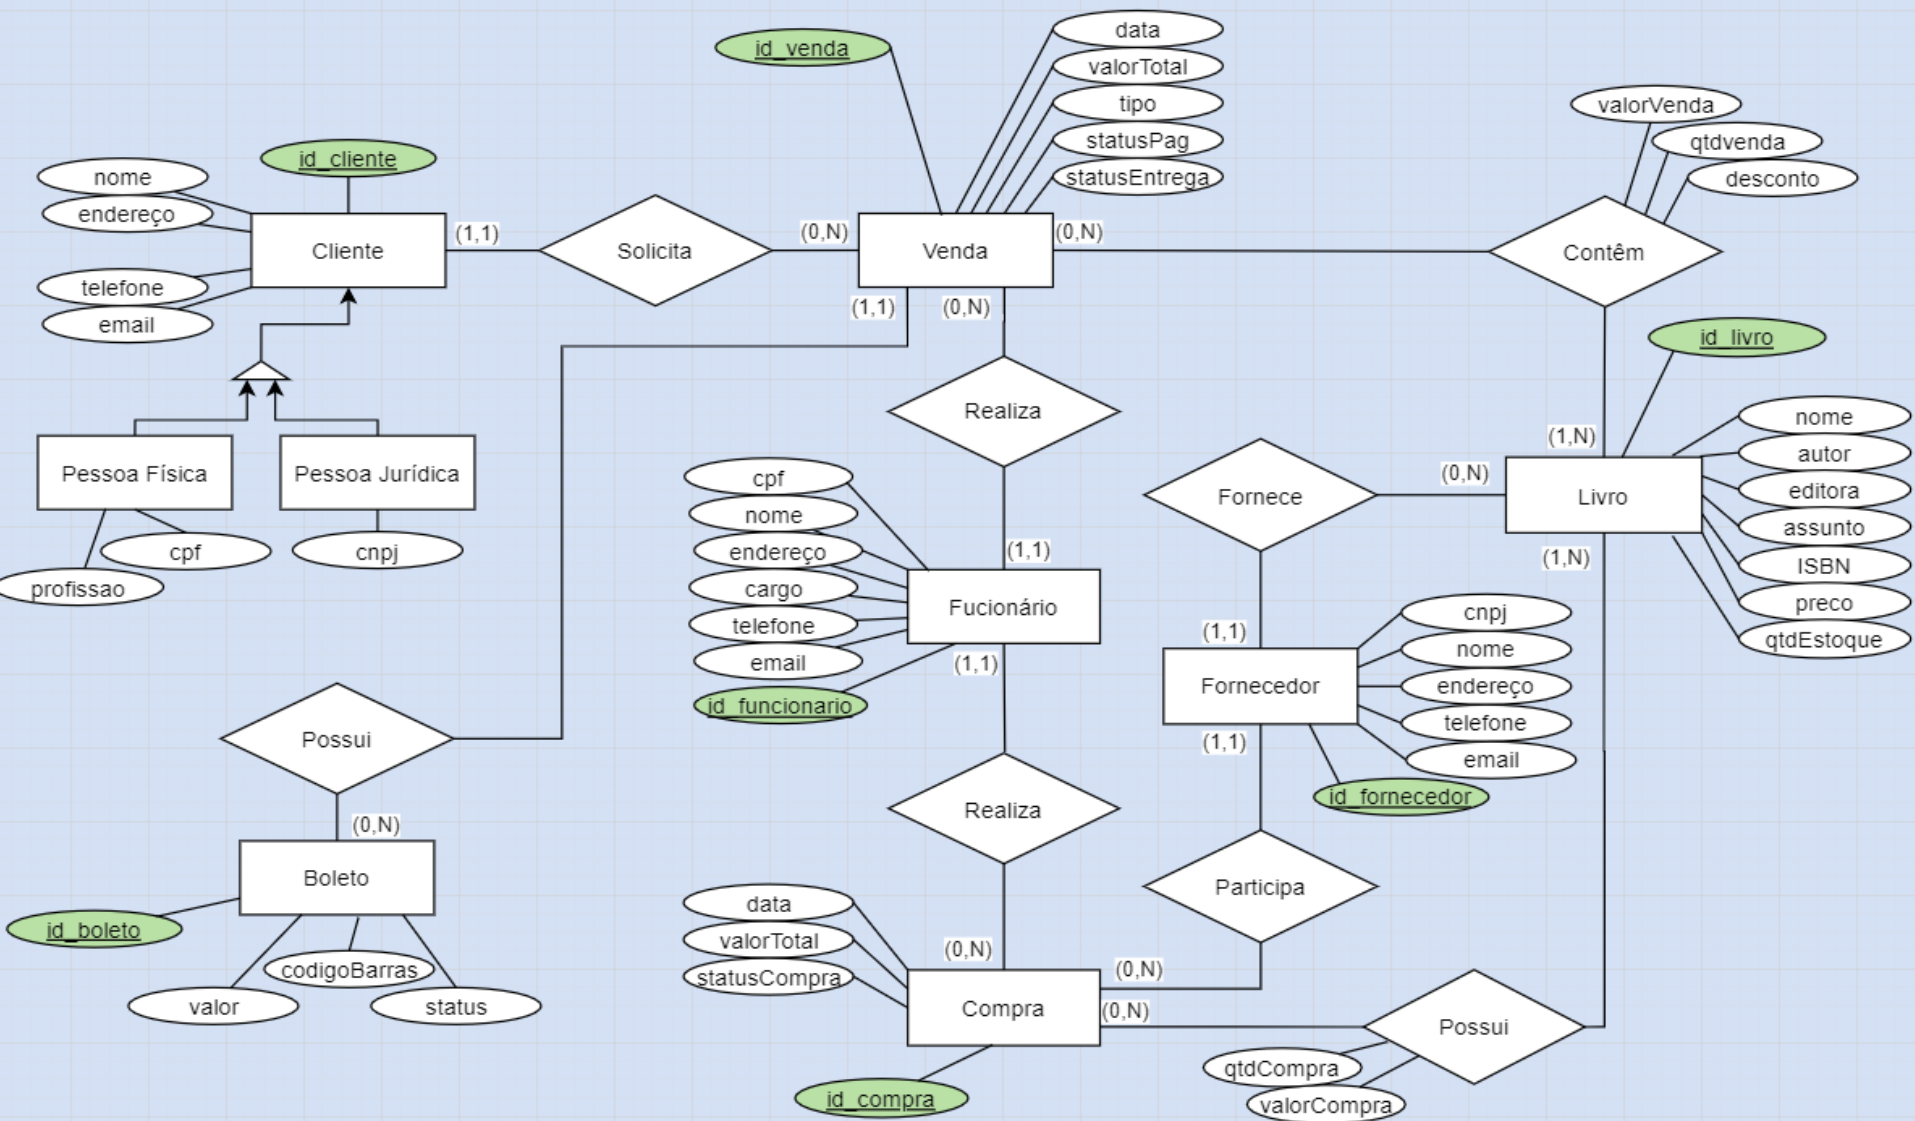 data
id_venda
valorTotal
tipo
statusPag
statusEntrega
valorVenda
qtdvenda
desconto
id_cliente
nome
endereço
Cliente
(1,1)
Solicita
(0,N)
Venda
(0,N)
Contêm
telefone
email
(1,1)
(0,N)
id_livro
Realiza
(1,N)
nome
autor
editora
assunto
ISBN
preco
qtdEstoque
Livro
(0,N)
Fornece
(1,N)
Pessoa Física
Pessoa Jurídica
cpf
profissao
cnpj
cpf
nome
endereço
cargo
telefone
email
id_funcionario
(1,1)
Fucionário
(1,1)
(1,1)
Fornecedor
(1,1)
cnpj
nome
endereço
telefone
email
id_fornecedor
Possui
(0,N)
Boleto
id_boleto
codigoBarras
valor
status
Realiza
Participa
data
valorTotal
statusCompra
(0,N)
(0,N)
Compra
(0,N)
Possui
qtdCompra
valorCompra
id_compra